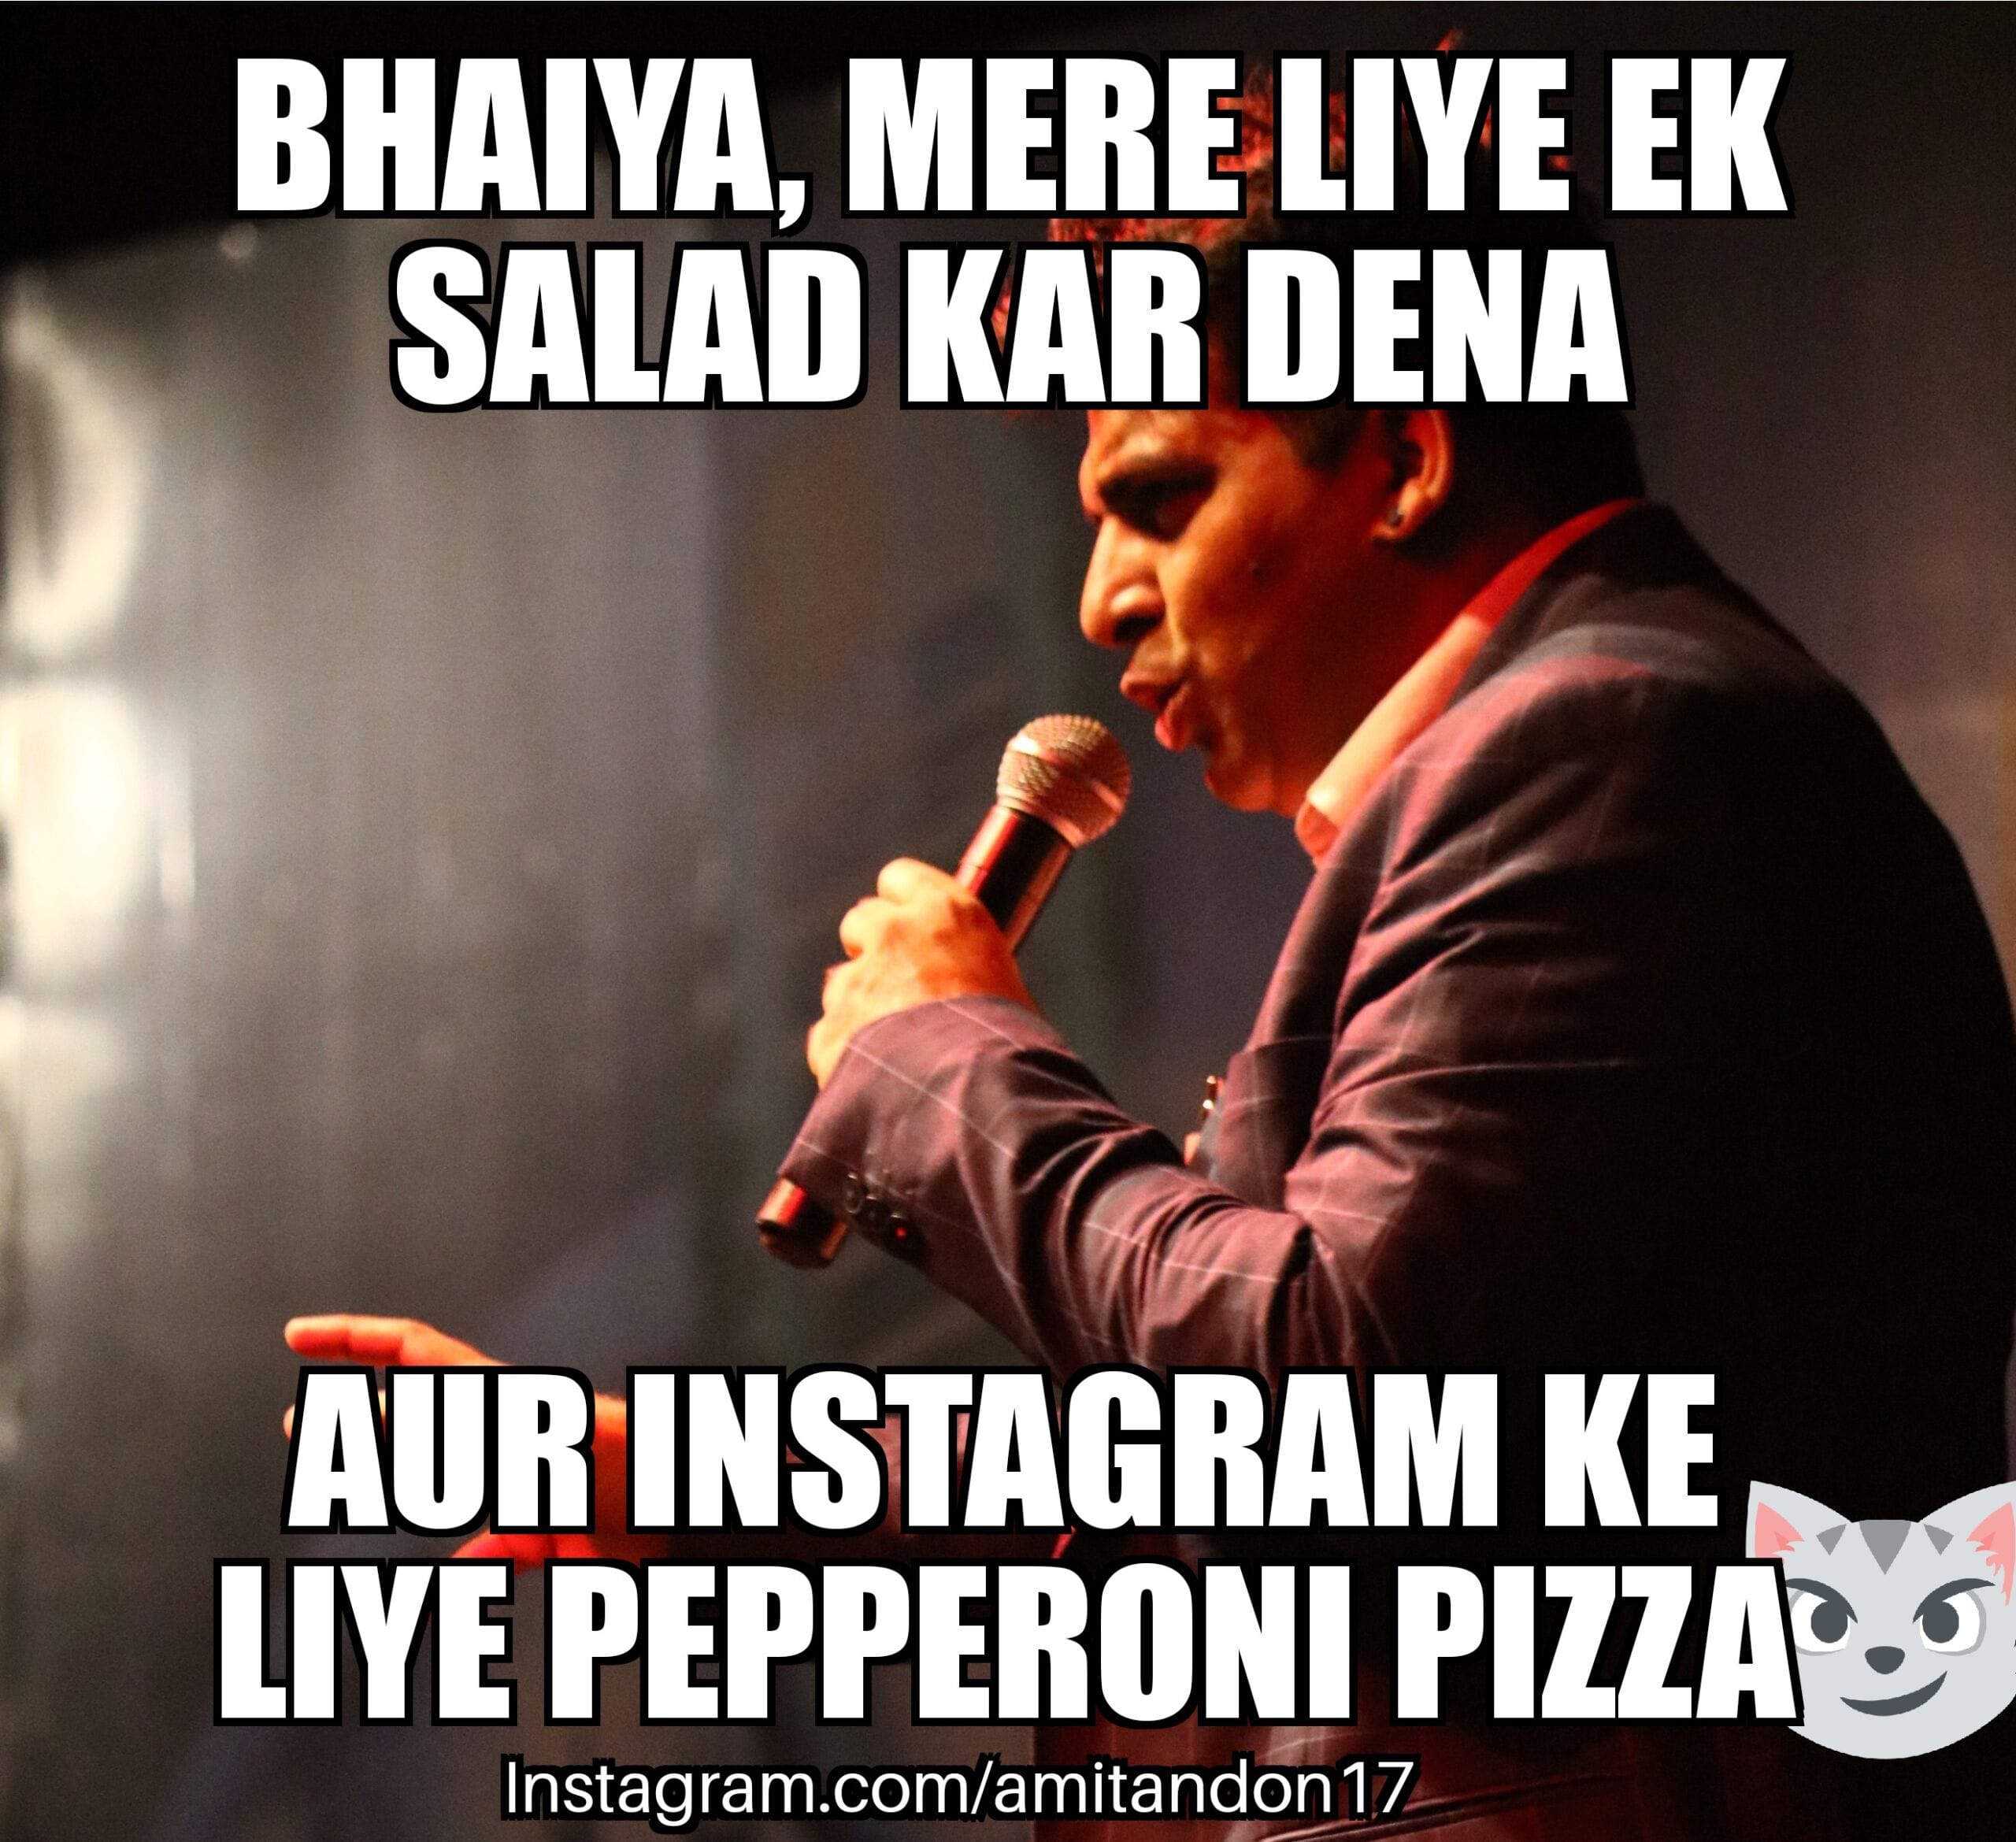 BHAIYA, MERE LIYE EK
SALAD KAR DENA
AUR INSTAGRAM KE
LIYE PEPPERONI PIZZA
Instagram.com/amitandon17